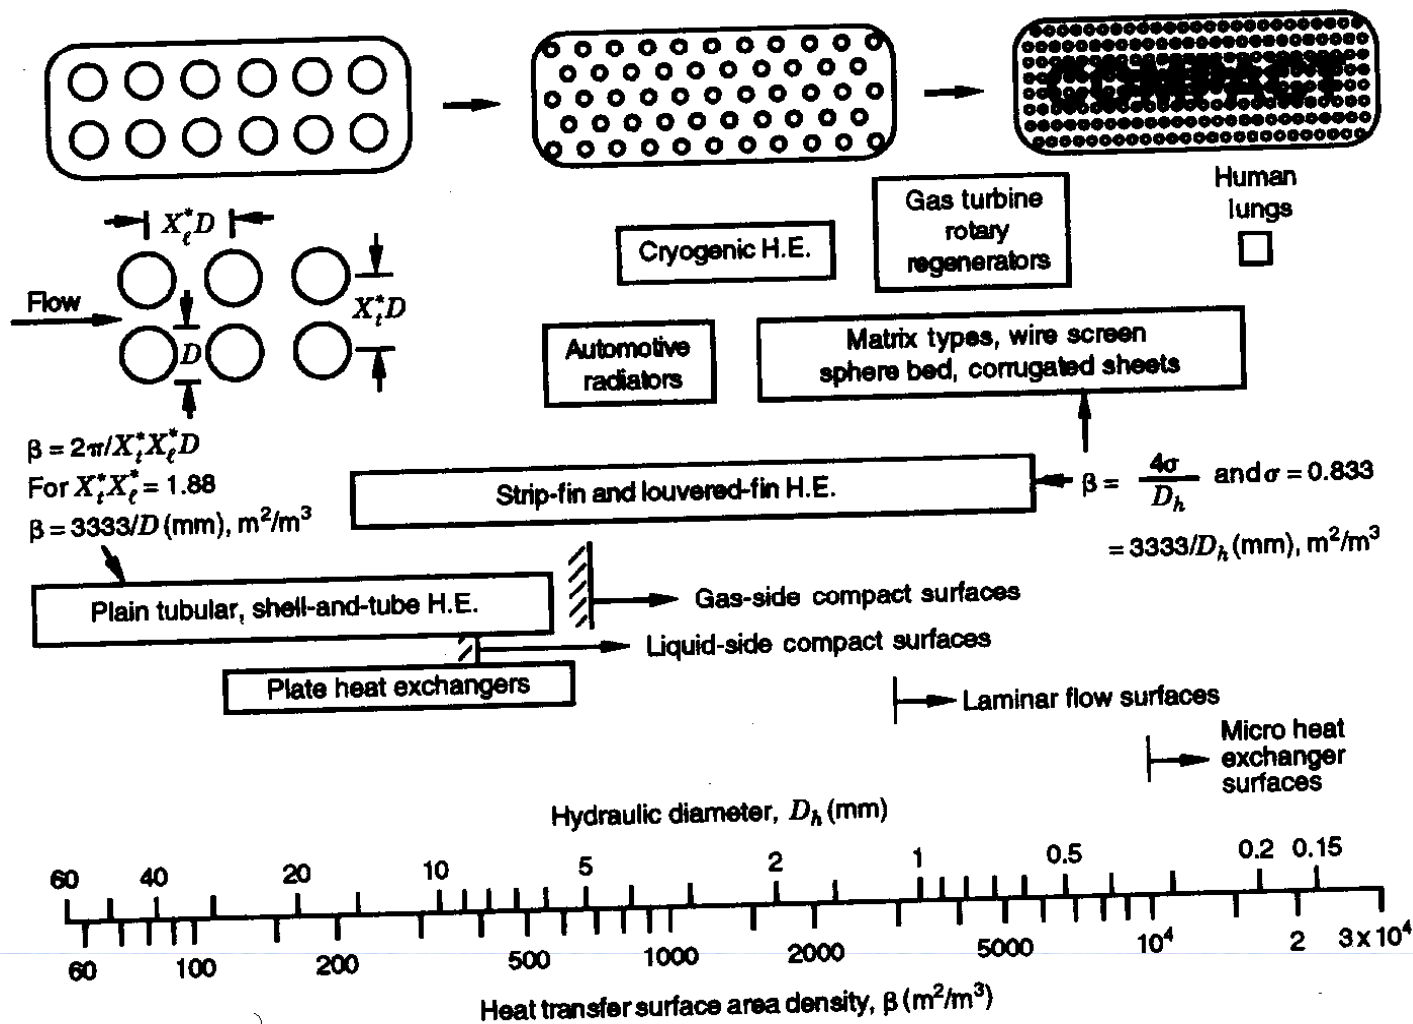 COMPACT
Human
lungs
Gas turbine
rotary
regenerators
Cryogenic H.E.
X*ℓD
Flow
X*tD
D
Automotive
radiators
Matrix types, wire screen
sphere bed, corrugated sheets
β = 2π/X*tX*ℓD
For X*tX*ℓ = 1.88
β = 3333/D (mm), m²/m³
Strip-fin and louvered-fin H.E.
β = 4σ/Dh and σ = 0.833
= 3333/Dh (mm), m²/m³
Plain tubular, shell-and-tube H.E.
Gas-side compact surfaces
Liquid-side compact surfaces
Plate heat exchangers
Laminar flow surfaces
Micro heat
exchanger
surfaces
Hydraulic diameter, Dh (mm)
60 40 20 10 5 2 1 0.5 0.2 0.15
60 100 200 500 1000 2000 5000 10⁴ 2 3 x 10⁴
Heat transfer surface area density, β (m²/m³)